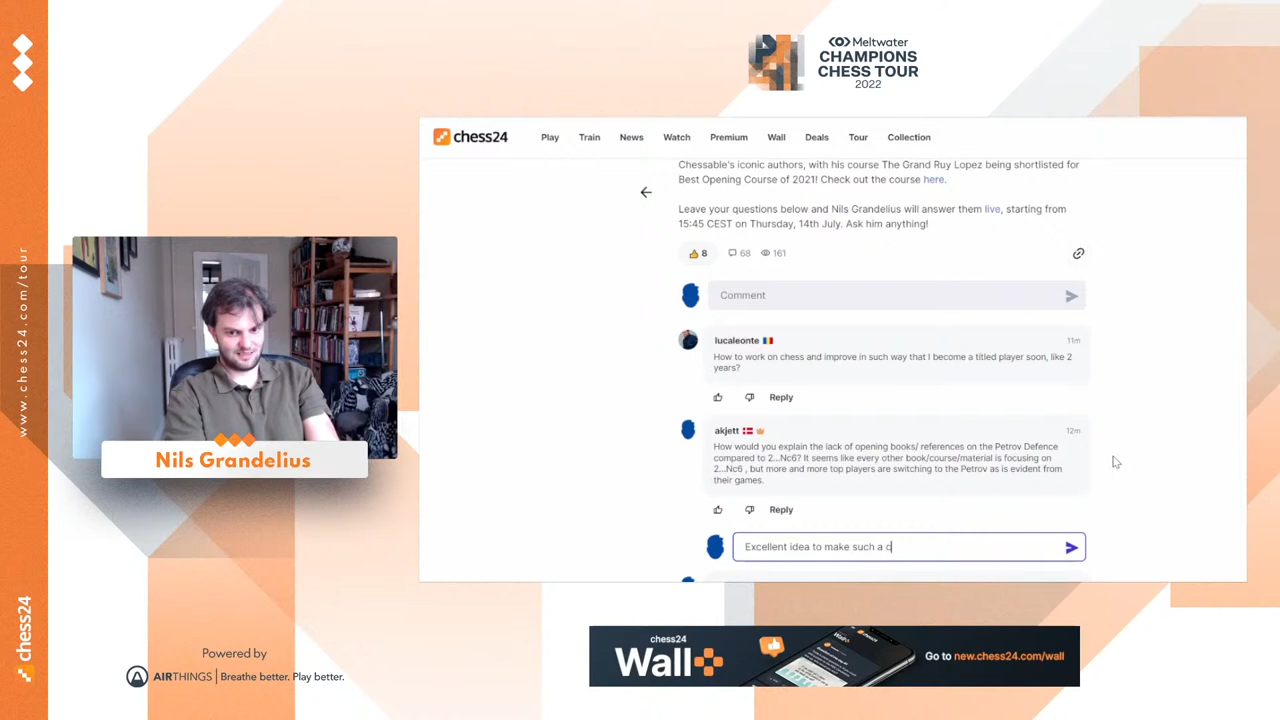 www.chess24.com/tour
chess24
Meltwater
CHAMPIONS
CHESS TOUR
2022
chess24
Play
Train
News
Watch
Premium
Wall
Deals
Tour
Collection
Chessable's iconic authors, with his course The Grand Ruy Lopez being shortlisted for
Best Opening Course of 2021! Check out the course here.
Leave your questions below and Nils Grandelius will answer them live, starting from
15:45 CEST on Thursday, 14th July. Ask him anything!
8
68
161
Comment
lucaleonte
11m
How to work on chess and improve in such way that I become a titled player soon, like 2
years?
Reply
akjett
12m
How would you explain the lack of opening books/ references on the Petrov Defence
compared to 2...Nc6? It seems like every other book/course/material is focusing on
2...Nc6 , but more and more top players are switching to the Petrov as is evident from
their games.
Reply
Excellent idea to make such a c
Nils Grandelius
Powered by
AIRTHINGS | Breathe better. Play better.
chess24
Wall
Go to new.chess24.com/wall